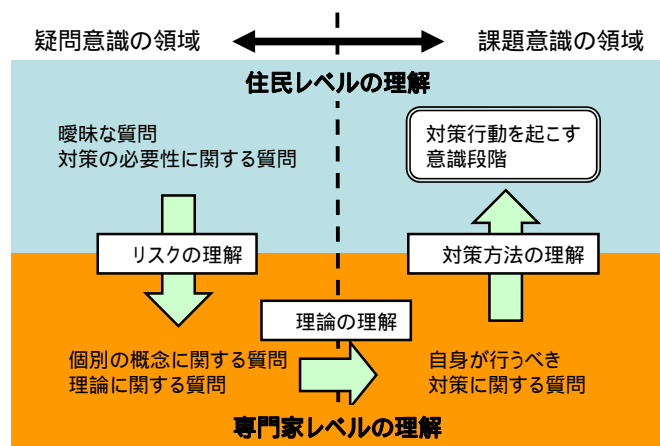 疑問意識の領域
課題意識の領域
住民レベルの理解
曖昧な質問
対策の必要性に関する質問
対策行動を起こす
意識段階
リスクの理解
対策方法の理解
理論の理解
個別の概念に関する質問
理論に関する質問
自身が行うべき
対策に関する質問
専門家レベルの理解